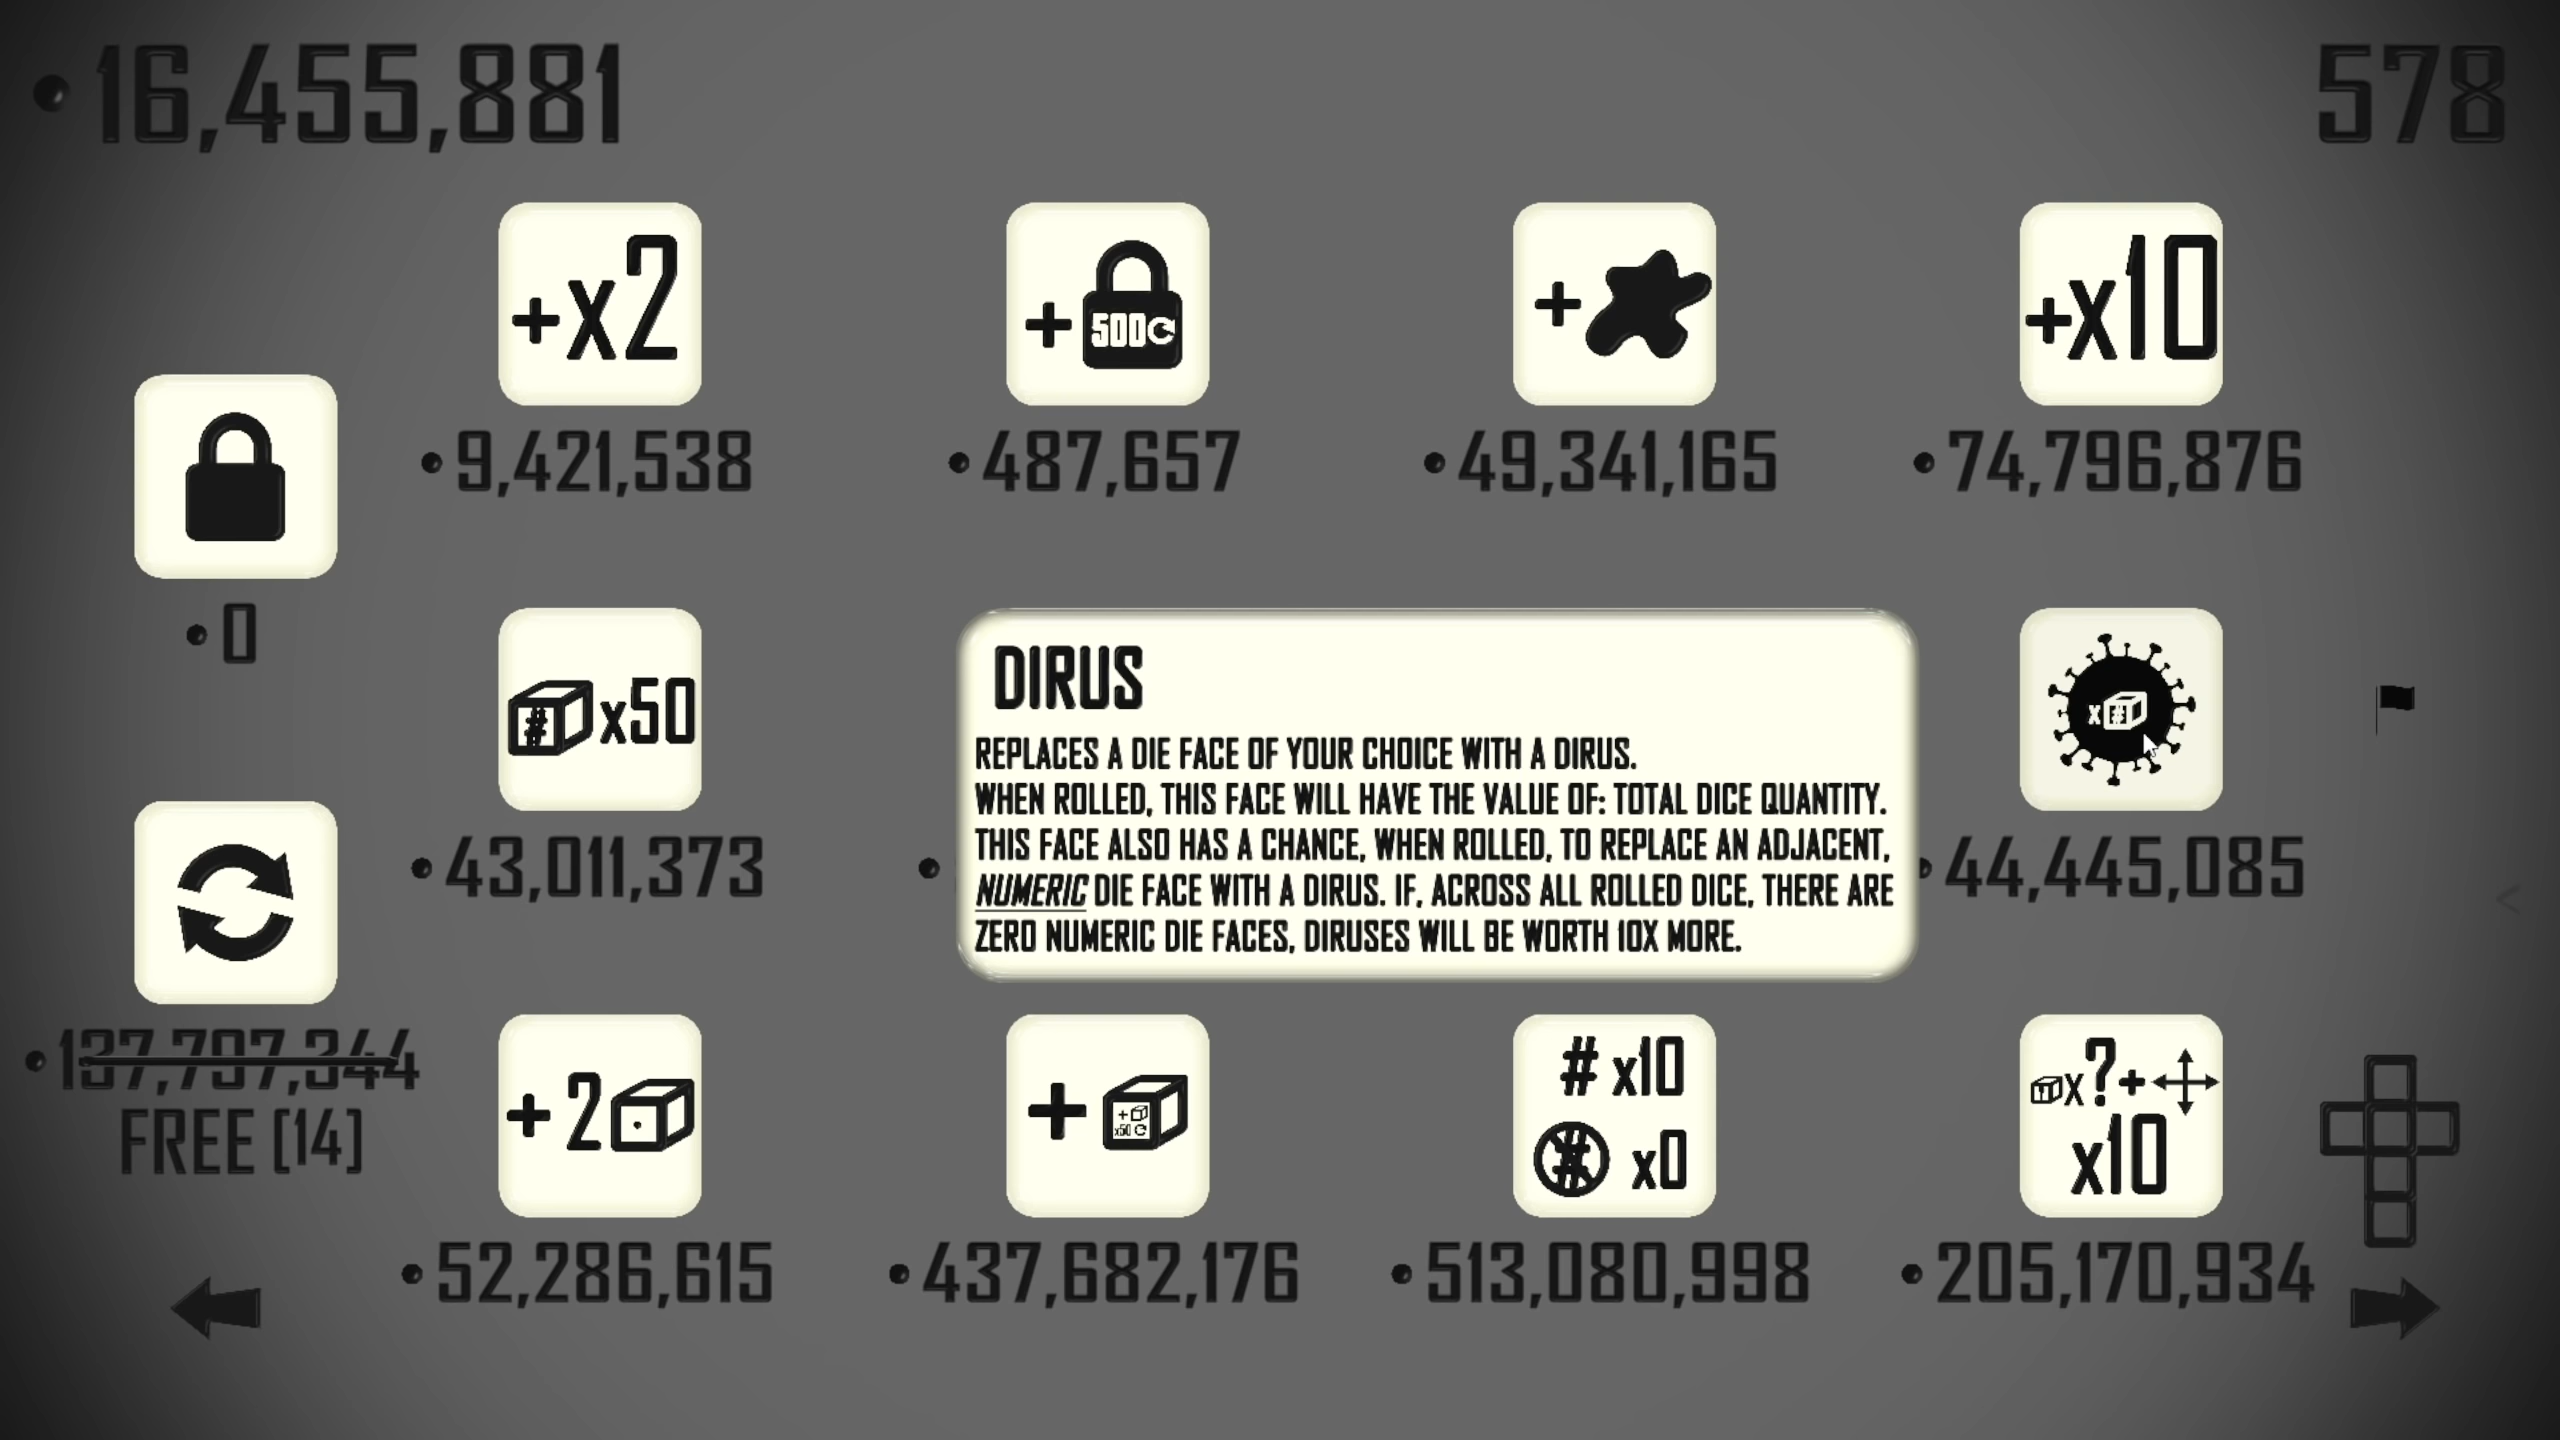 16,455,881
578
+x2
+ 500
+
+x10
9,421,538
487,657
49,341,165
74,796,876
0
# x50
DIRUS
REPLACES A DIE FACE OF YOUR CHOICE WITH A DIRUS.
WHEN ROLLED, THIS FACE WILL HAVE THE VALUE OF: TOTAL DICE QUANTITY.
THIS FACE ALSO HAS A CHANCE, WHEN ROLLED, TO REPLACE AN ADJACENT,
NUMERIC DIE FACE WITH A DIRUS. IF, ACROSS ALL ROLLED DICE, THERE ARE
ZERO NUMERIC DIE FACES, DIRUSES WILL BE WORTH 10X MORE.
x #
43,011,373
44,445,085
<
137,797,344
FREE [14]
+ 2
+ + x50
# x10
# x0
x?+
x10
52,286,615
437,682,176
513,080,998
205,170,934